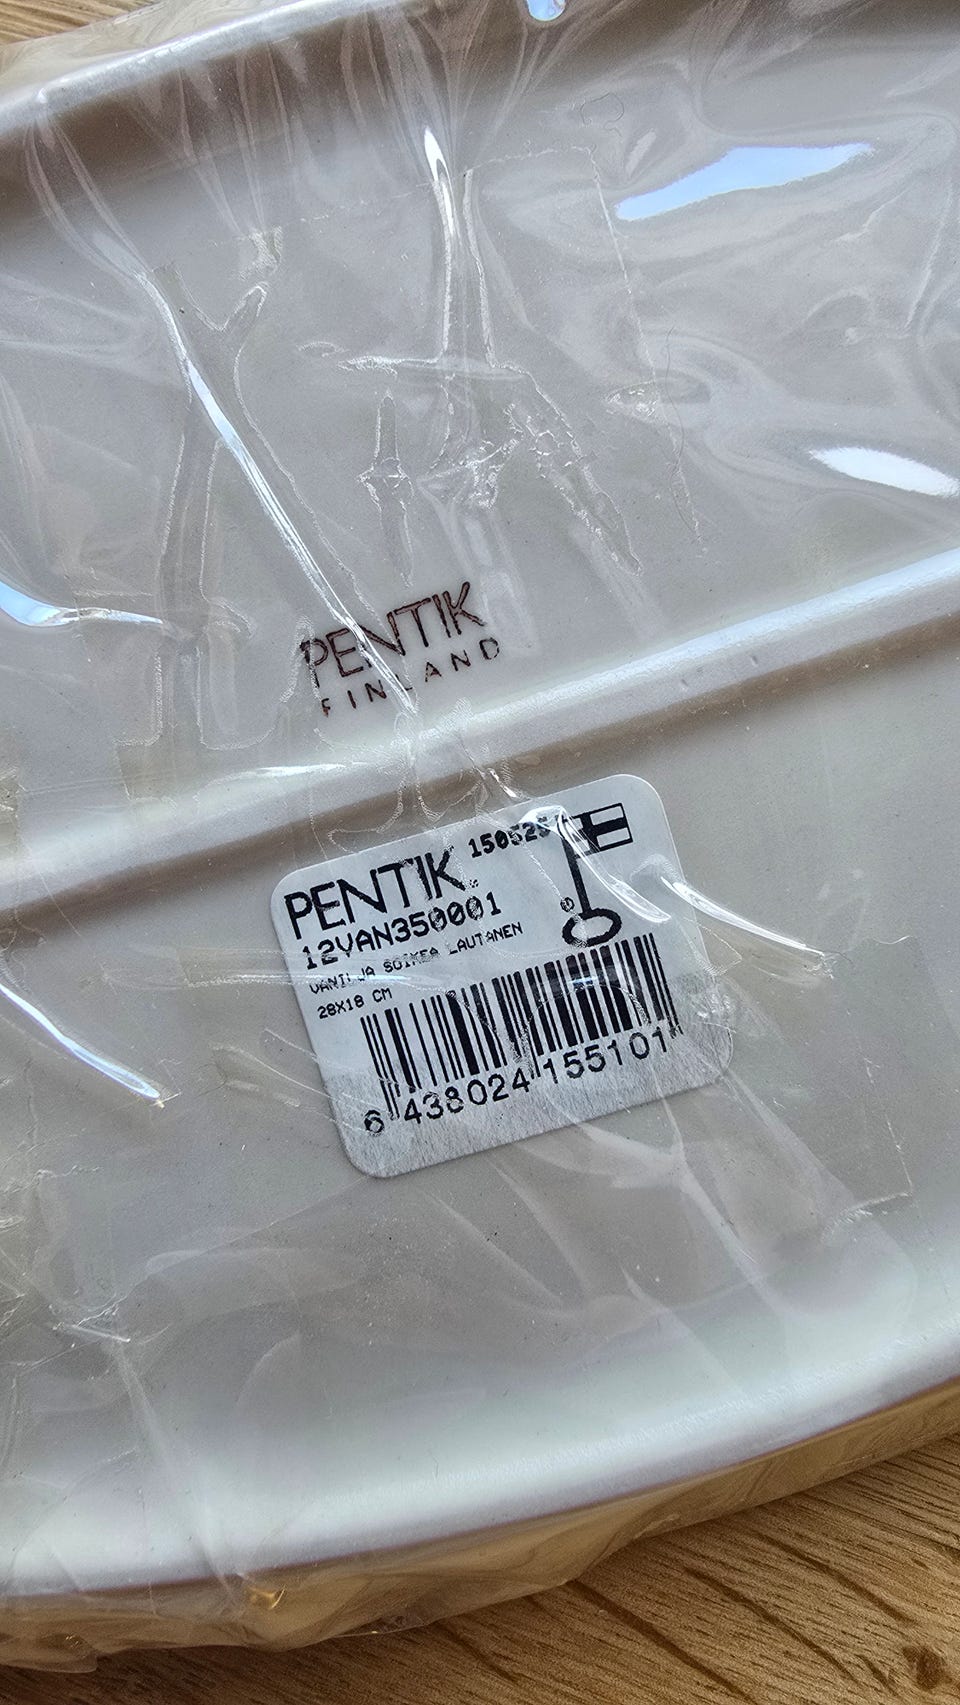 PENTIK
FINLAND
PENTIK
12VAN350001
VANILJA SOIKEA LAUTANEN
28X18 CM
6 438024 155101